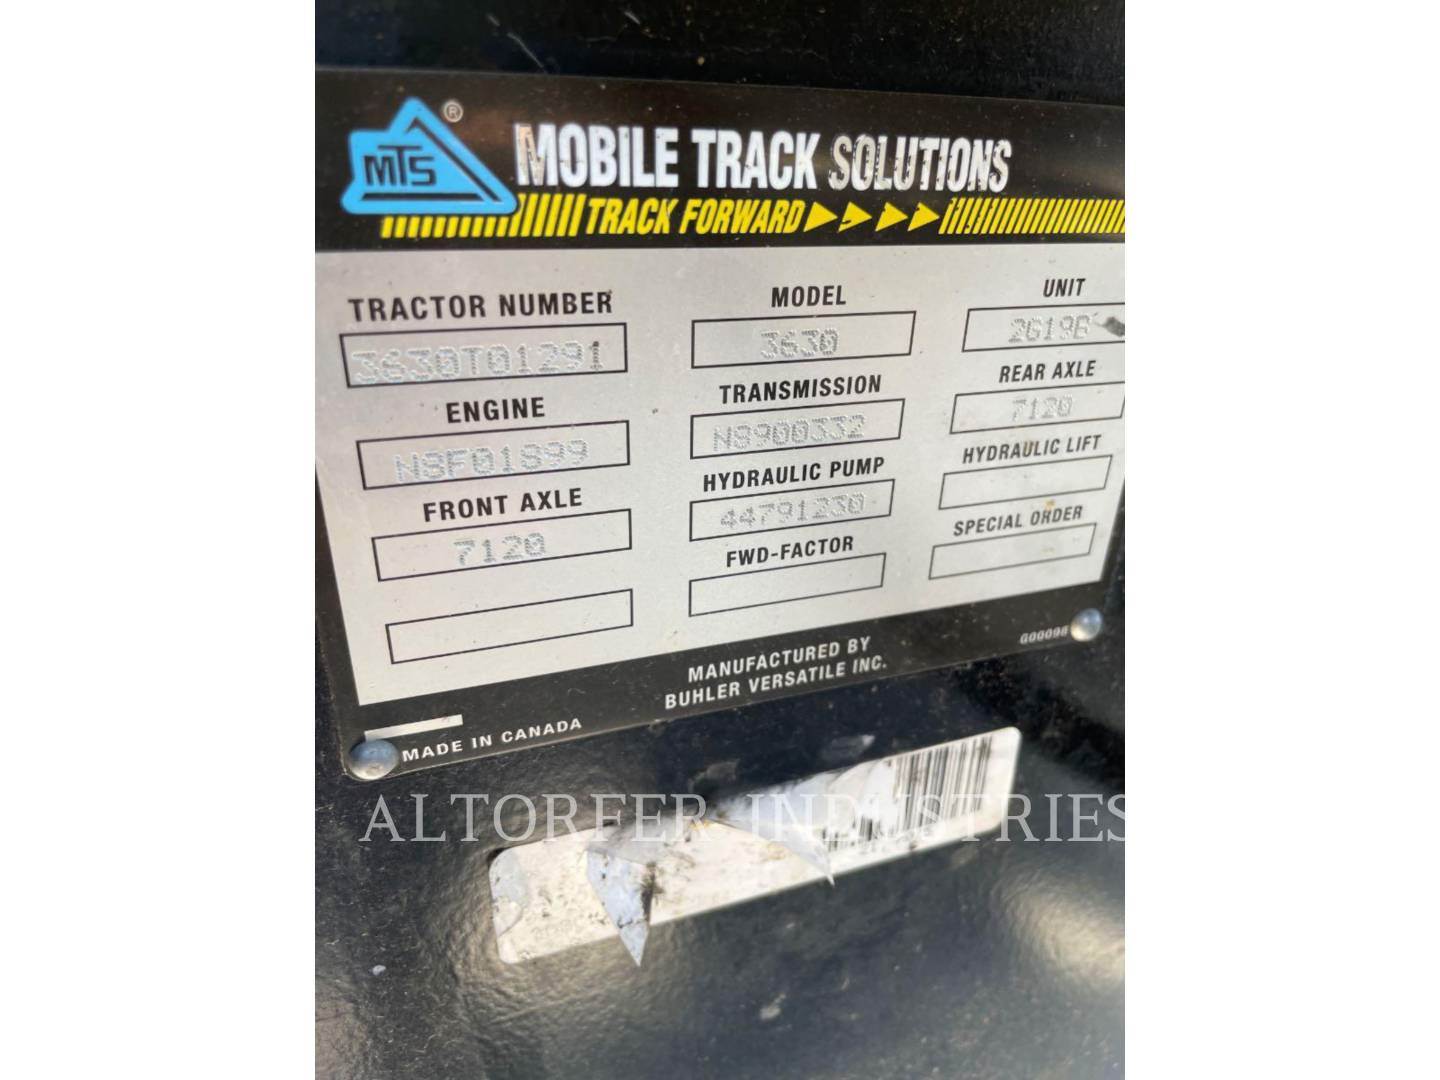 MTS ®
MOBILE TRACK SOLUTIONS
TRACK FORWARD
TRACTOR NUMBER
3630T01291
MODEL
3630
UNIT
ENGINE
N8F01899
TRANSMISSION
N8900332
REAR AXLE
7120
FRONT AXLE
7120
HYDRAULIC PUMP
44791230
HYDRAULIC LIFT
FWD-FACTOR
SPECIAL ORDER
MANUFACTURED BY
BUHLER VERSATILE INC.
G00098
MADE IN CANADA
ALTORFER INDUSTRIES